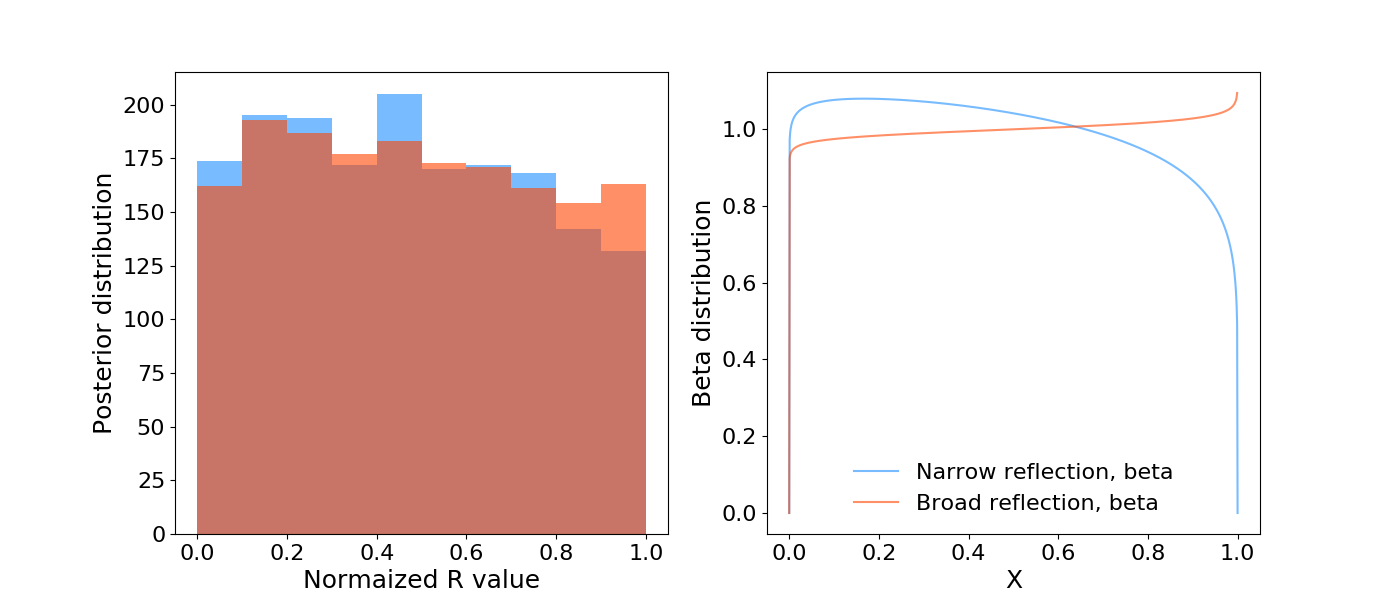 Posterior distribution
200
175
150
125
100
75
50
25
0
0.0 0.2 0.4 0.6 0.8 1.0
Normaized R value
Beta distribution
1.0
0.8
0.6
0.4
0.2
0.0
Narrow reflection, beta
Broad reflection, beta
0.0 0.2 0.4 0.6 0.8 1.0
X